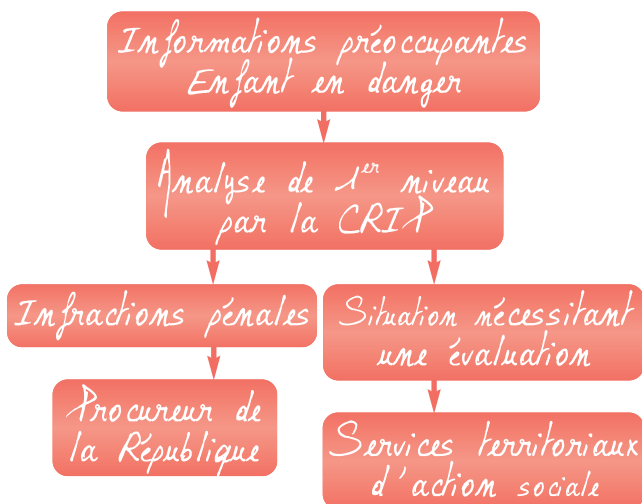 Informations préoccupantes
Enfant en danger
Analyse de 1er niveau
par la CRIP
Infractions pénales
Situation nécessitant
une évaluation
Procureur de
la République
Services territoriaux
d'action sociale